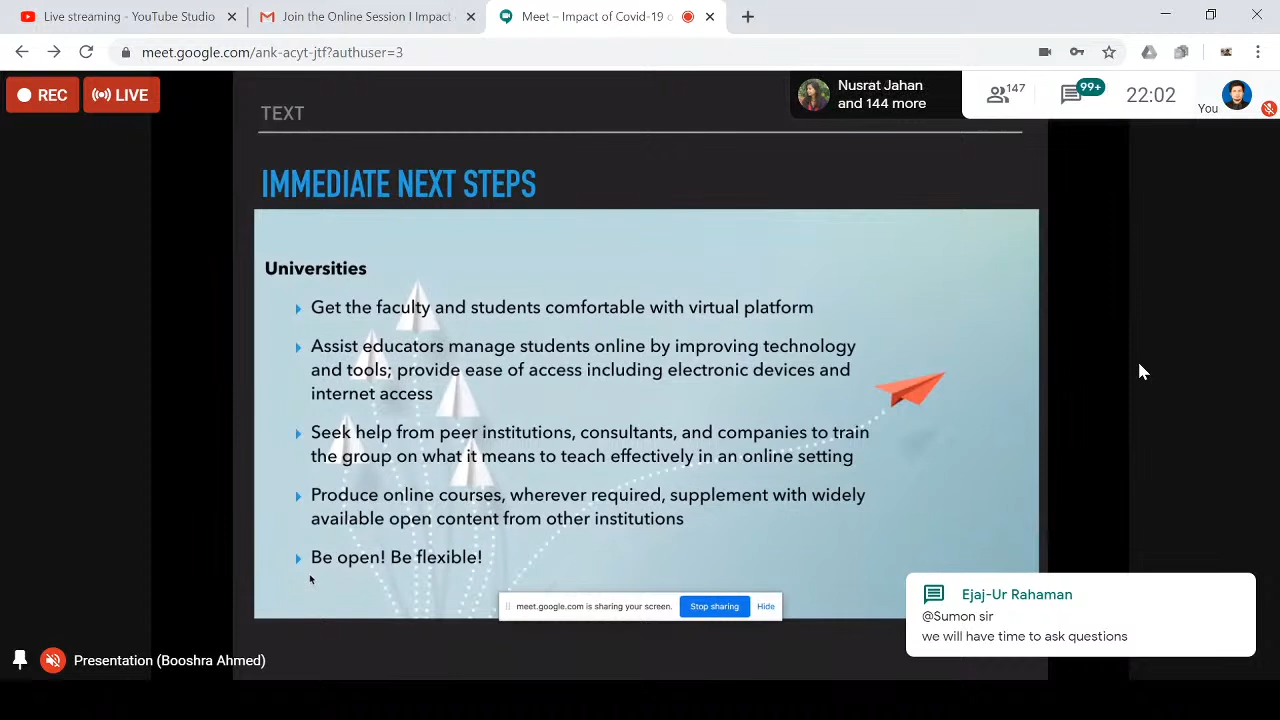 Live streaming - YouTube Studio
Join the Online Session I Impact
Meet – Impact of Covid-19 o
meet.google.com/ank-acyt-jtf?authuser=3
REC
LIVE
Nusrat Jahan
and 144 more
147
99+
22:02
You
TEXT
IMMEDIATE NEXT STEPS
Universities
Get the faculty and students comfortable with virtual platform
Assist educators manage students online by improving technology
and tools; provide ease of access including electronic devices and
internet access
Seek help from peer institutions, consultants, and companies to train
the group on what it means to teach effectively in an online setting
Produce online courses, wherever required, supplement with widely
available open content from other institutions
Be open! Be flexible!
meet.google.com is sharing your screen.
Stop sharing
Hide
Ejaj-Ur Rahaman
@Sumon sir
we will have time to ask questions
Presentation (Booshra Ahmed)